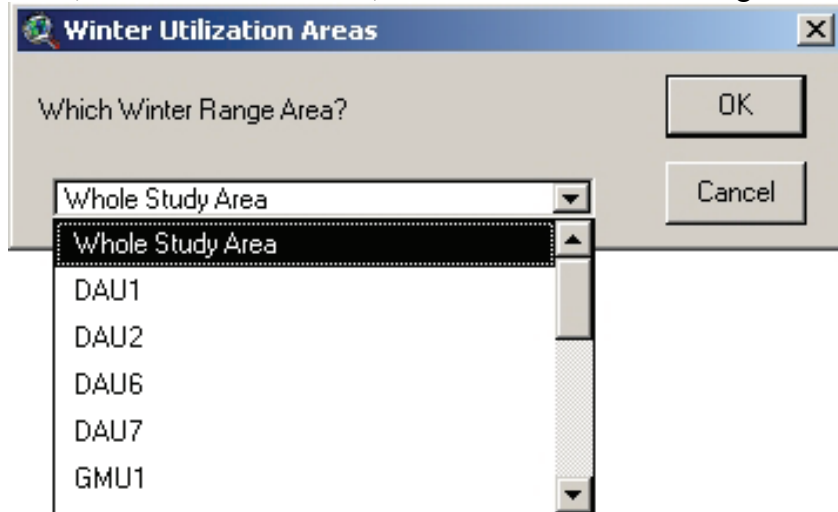 Winter Utilization Areas
Which Winter Range Area?
OK
Cancel
Whole Study Area
Whole Study Area
DAU1
DAU2
DAU6
DAU7
GMU1